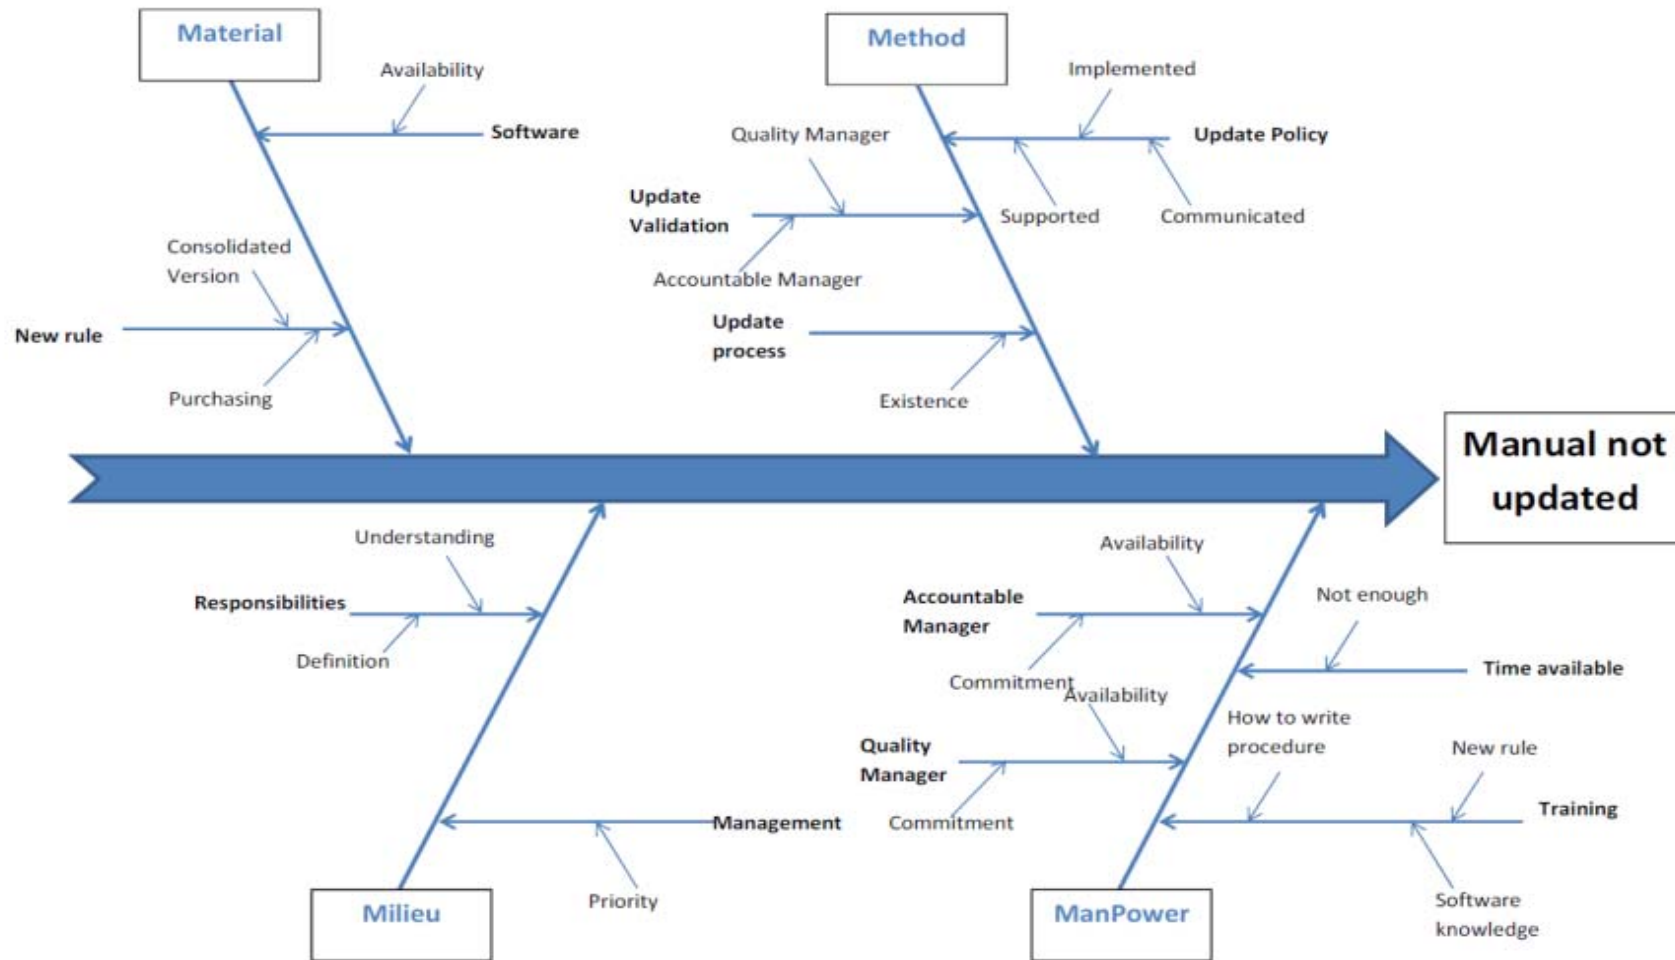 Material
Method
Availability
Implemented
Software
Quality Manager
Update Policy
Update
Validation
Supported
Communicated
Consolidated
Version
Accountable Manager
New rule
Update
process
Purchasing
Existence
Manual not
updated
Understanding
Availability
Responsibilities
Accountable
Manager
Not enough
Definition
Time available
Commitment
Availability
How to write
procedure
Quality
Manager
New rule
Management
Commitment
Training
Priority
Software
knowledge
Milieu
ManPower